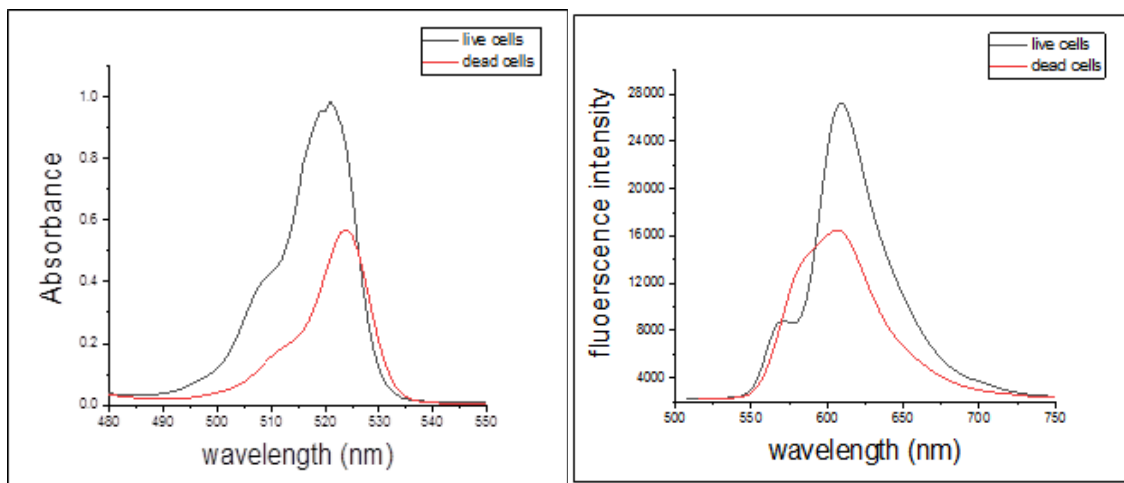 live cells
dead cells
Absorbance
1.0
0.8
0.6
0.4
0.2
0.0
480 490 500 510 520 530 540 550
wavelength (nm)
live cells
dead cells
fluoerscence intensity
28000
24000
20000
16000
12000
8000
4000
500 550 600 650 700 750
wavelength (nm)